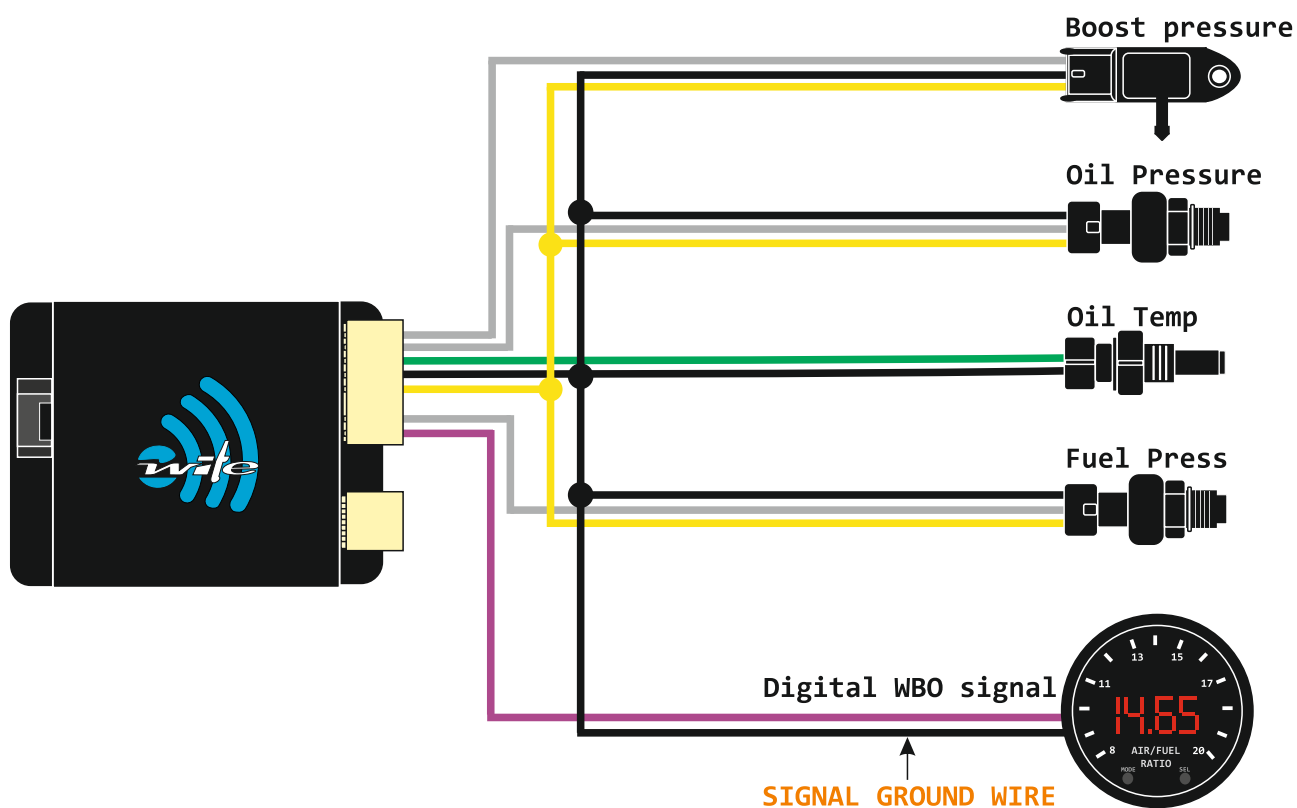 Boost pressure
Oil Pressure
Oil Temp
wite
Fuel Press
Digital WBO signal
13 15
11 17
14.65
8 AIR/FUEL 20
RATIO
MODE SEL
SIGNAL GROUND WIRE